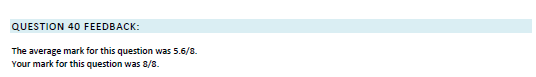 QUESTION 40 FEEDBACK:
The average mark for this question was 5.6/8.
Your mark for this question was 8/8.